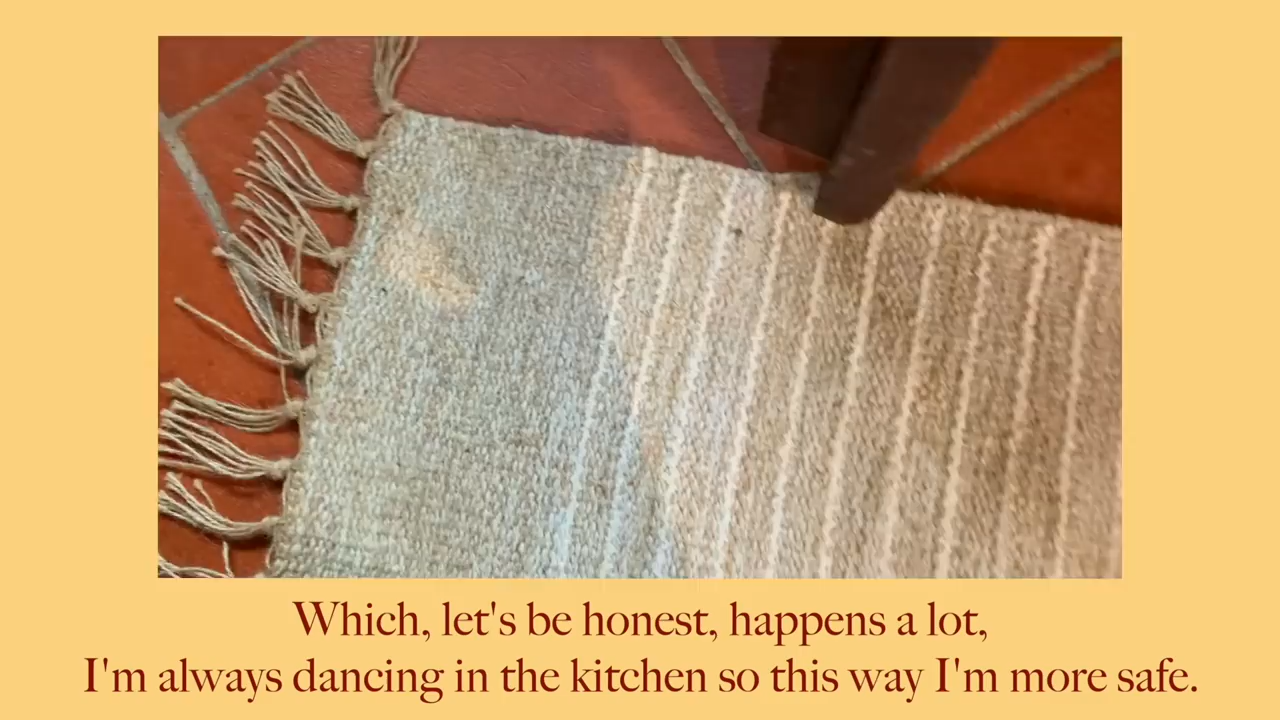 Which, let's be honest, happens a lot,
I'm always dancing in the kitchen so this way I'm more safe.